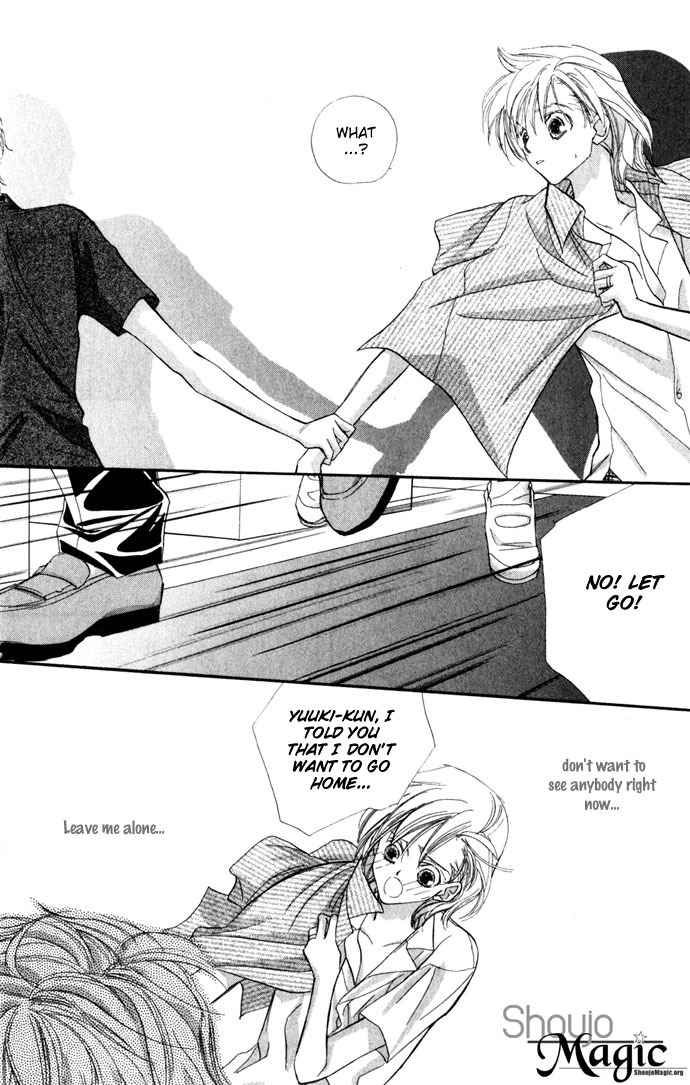 WHAT
...?
NO! LET
GO!
YUUKI-KUN, I
TOLD YOU
THAT I DON'T
WANT TO GO
HOME...
don't want to
see anybody right
now...
Leave me alone...
Shoujo
Magic
ShoujoMagic.org